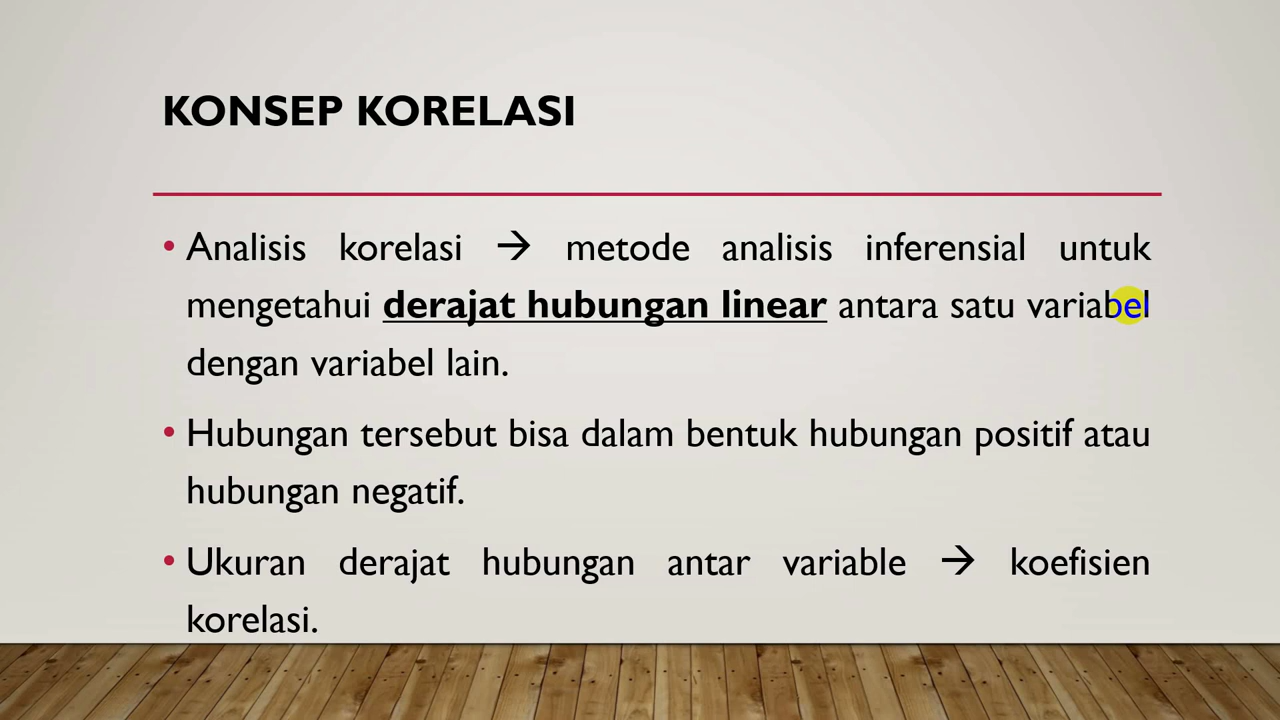 KONSEP KORELASI
• Analisis korelasi → metode analisis inferensial untuk
mengetahui derajat hubungan linear antara satu variabel
dengan variabel lain.
• Hubungan tersebut bisa dalam bentuk hubungan positif atau
hubungan negatif.
• Ukuran derajat hubungan antar variable → koefisien
korelasi.